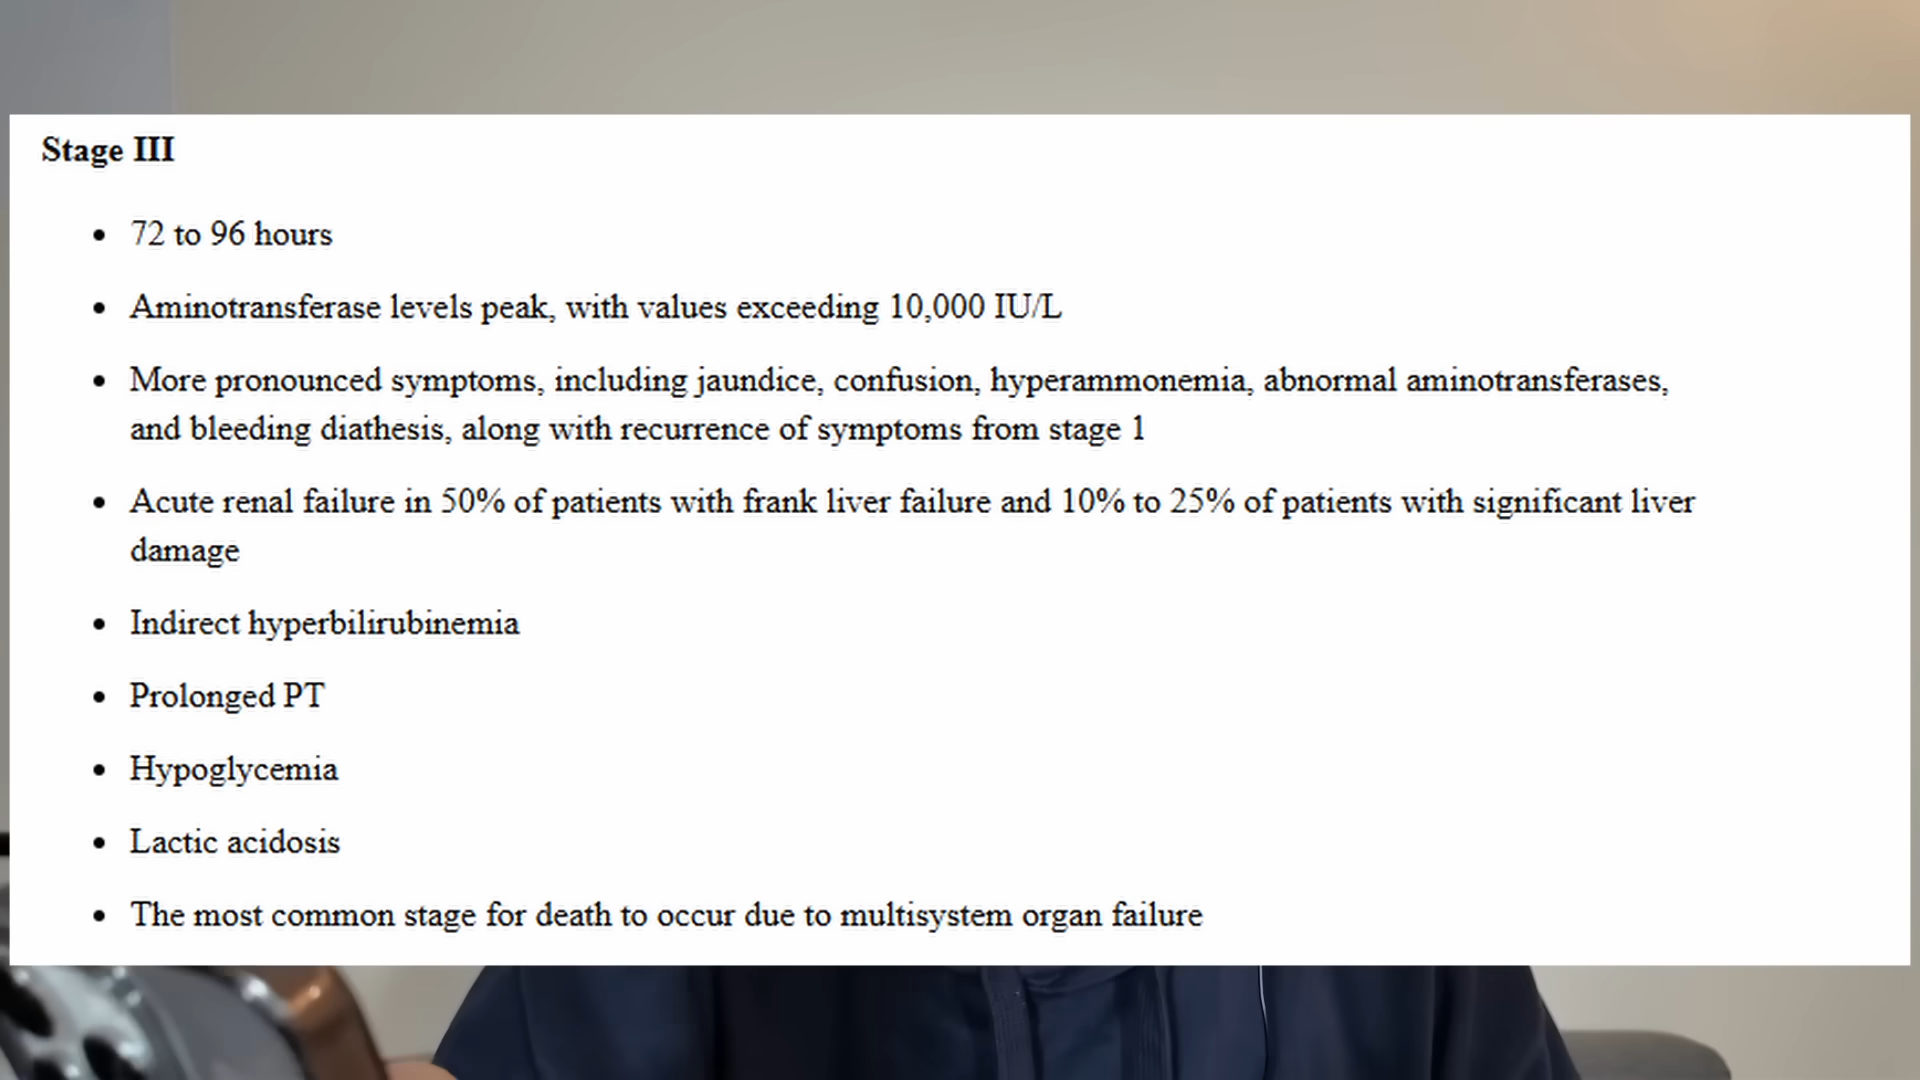 Stage III
• 72 to 96 hours
• Aminotransferase levels peak, with values exceeding 10,000 IU/L
• More pronounced symptoms, including jaundice, confusion, hyperammonemia, abnormal aminotransferases,
and bleeding diathesis, along with recurrence of symptoms from stage 1
• Acute renal failure in 50% of patients with frank liver failure and 10% to 25% of patients with significant liver
damage
• Indirect hyperbilirubinemia
• Prolonged PT
• Hypoglycemia
• Lactic acidosis
• The most common stage for death to occur due to multisystem organ failure